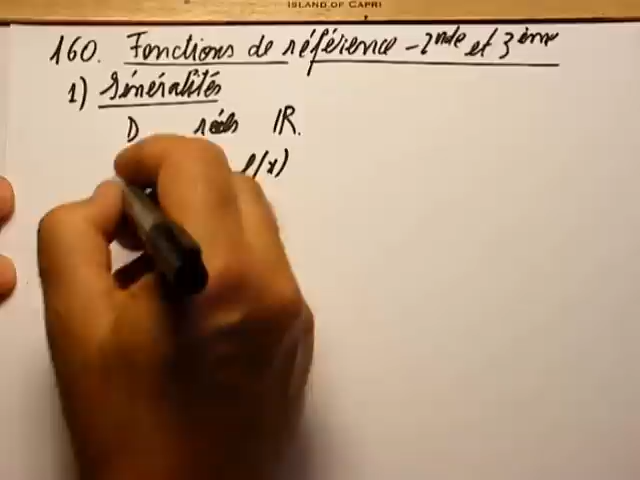 ISLAND OF CAPRI
160. Fonctions de référence - 2nde et 3ème
1) Généralités
D réels IR.
f(x)